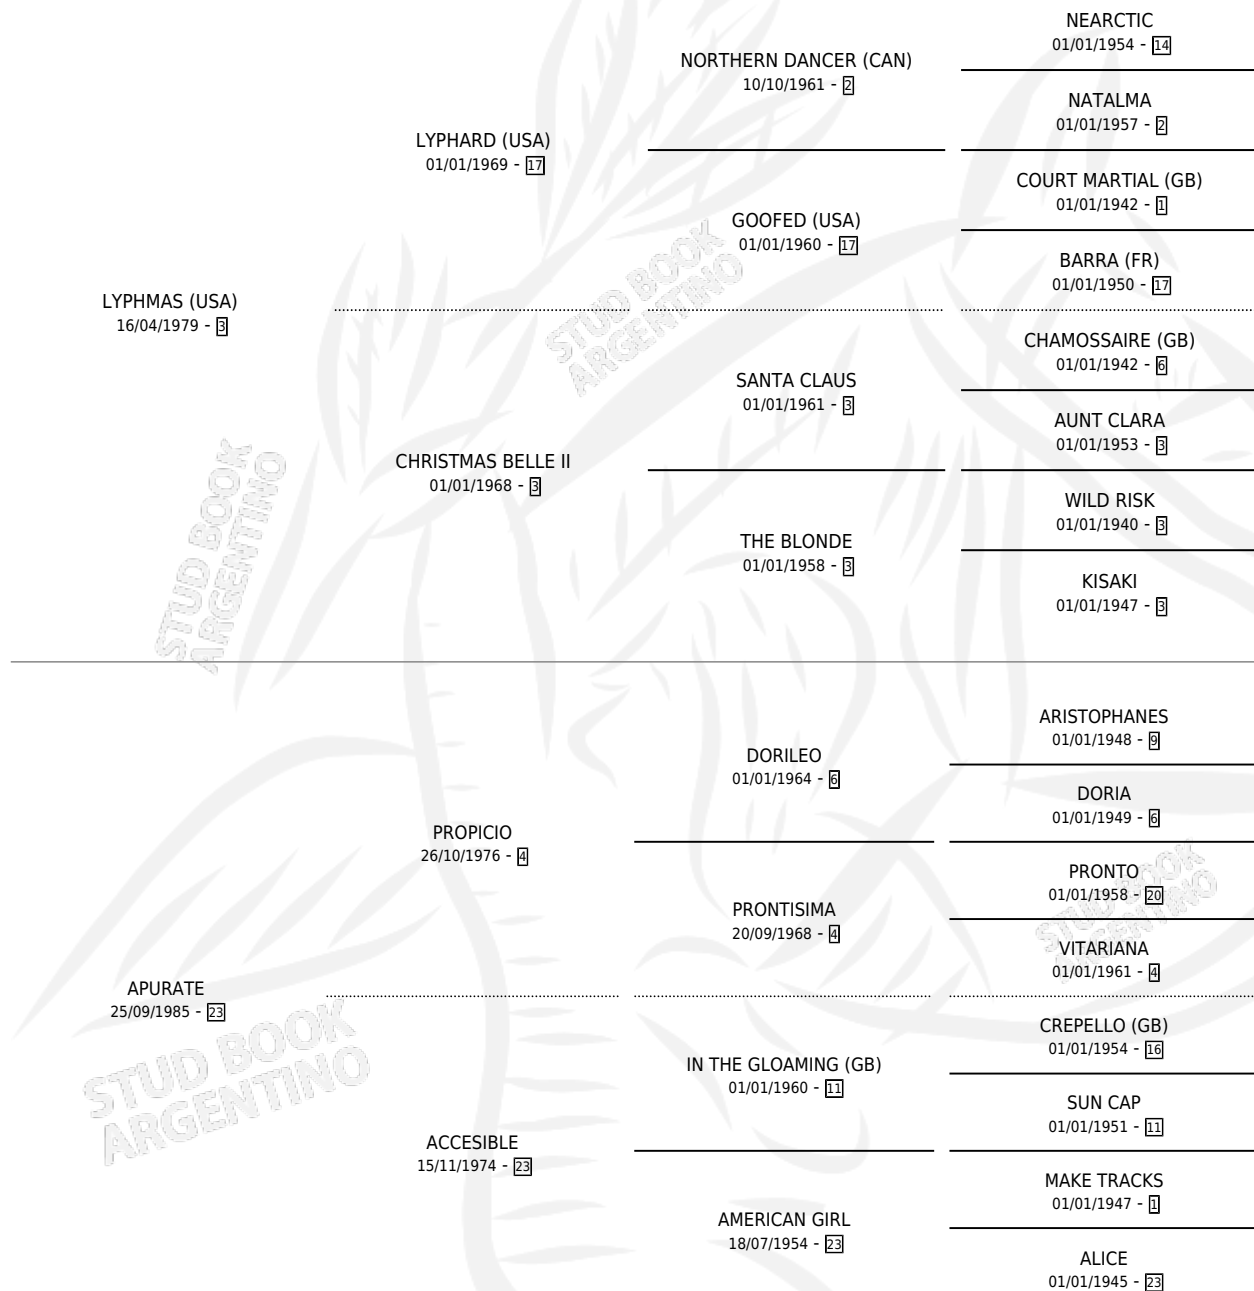 NEARCTIC
01/01/1954 - 14
NORTHERN DANCER (CAN)
10/10/1961 - 2
NATALMA
01/01/1957 - 2
LYPHARD (USA)
01/01/1969 - 17
COURT MARTIAL (GB)
01/01/1942 - 1
GOOFED (USA)
01/01/1960 - 17
BARRA (FR)
01/01/1950 - 17
LYPHMAS (USA)
16/04/1979 - 3
CHAMOSSAIRE (GB)
01/01/1942 - 6
SANTA CLAUS
01/01/1961 - 3
AUNT CLARA
01/01/1953 - 3
CHRISTMAS BELLE II
01/01/1968 - 3
WILD RISK
01/01/1940 - 3
THE BLONDE
01/01/1958 - 3
KISAKI
01/01/1947 - 3
STUD BOOK
ARGENTINO
STUD BOOK
ARGENTINO
ARISTOPHANES
01/01/1948 - 9
DORILEO
01/01/1964 - 6
DORIA
01/01/1949 - 6
PROPICIO
26/10/1976 - 4
PRONTO
01/01/1958 - 20
PRONTISIMA
20/09/1968 - 4
VITARIANA
01/01/1961 - 4
APURATE
25/09/1985 - 23
CREPELLO (GB)
01/01/1954 - 16
IN THE GLOAMING (GB)
01/01/1960 - 11
SUN CAP
01/01/1951 - 11
ACCESIBLE
15/11/1974 - 23
MAKE TRACKS
01/01/1947 - 1
AMERICAN GIRL
18/07/1954 - 23
ALICE
01/01/1945 - 23
STUD BOOK
ARGENTINO
STUD BOOK
ARGENTINO